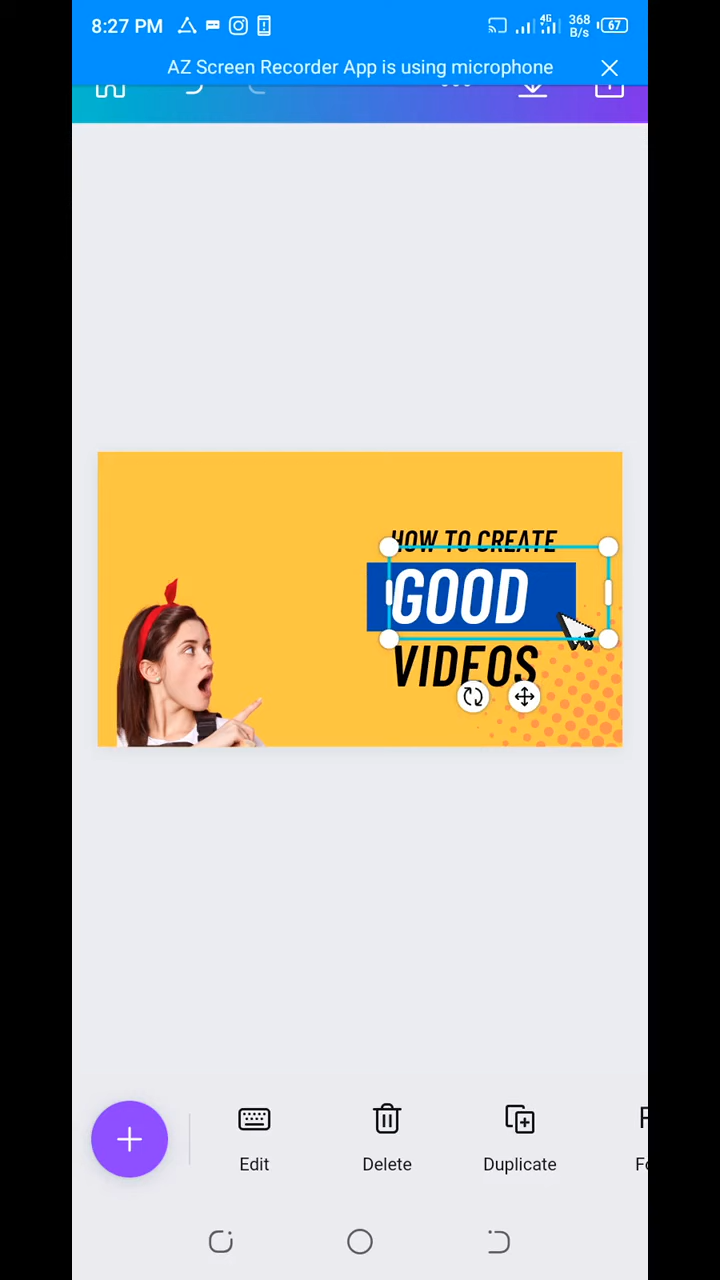 8:27 PM
4G
368
B/s
67
AZ Screen Recorder App is using microphone
HOW TO CREATE
GOOD
VIDEOS
Edit
Delete
Duplicate